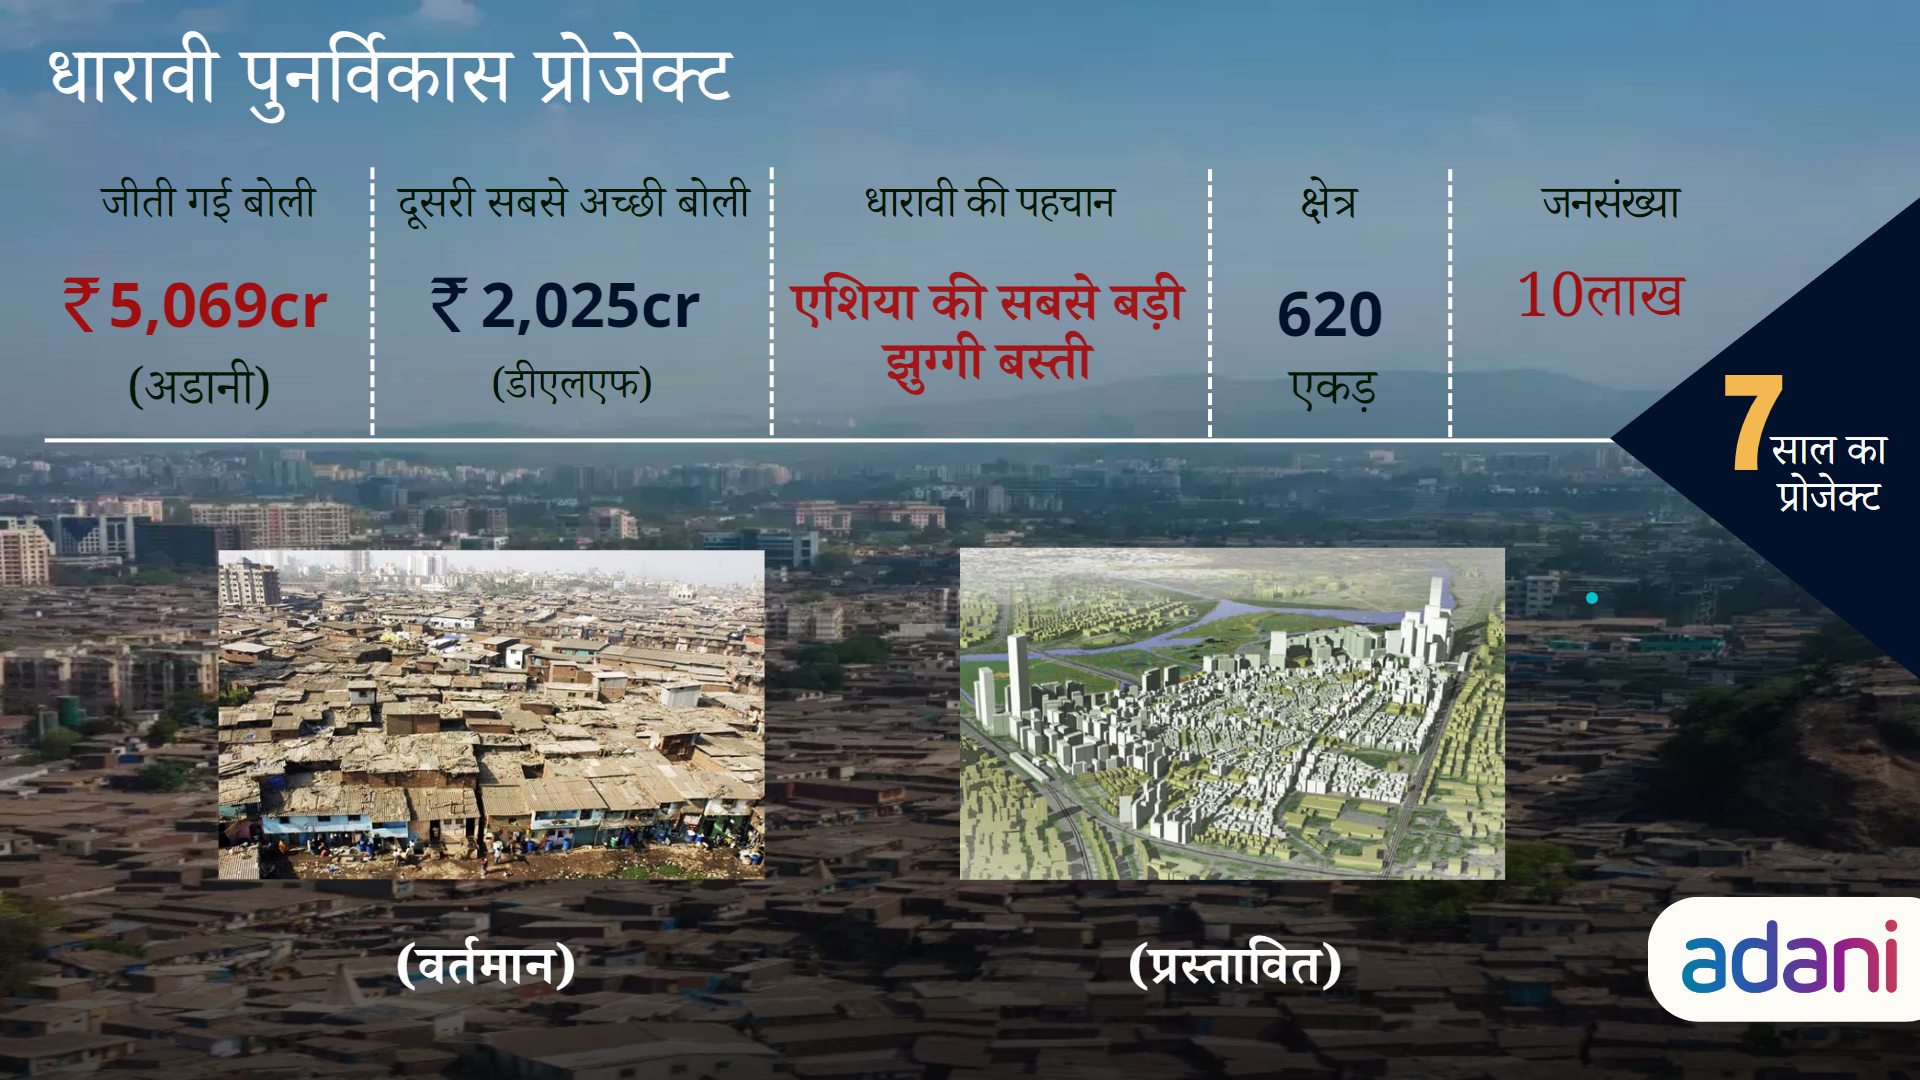 धारावी पुनर्विकास प्रोजेक्ट
जीती गई बोली
₹5,069cr
(अडानी)
दूसरी सबसे अच्छी बोली
₹2,025cr
(डीएलएफ)
धारावी की पहचान
एशिया की सबसे बड़ी
झुग्गी बस्ती
क्षेत्र
620
एकड़
जनसंख्या
10लाख
7
साल का
प्रोजेक्ट
(वर्तमान)
(प्रस्तावित)
adani